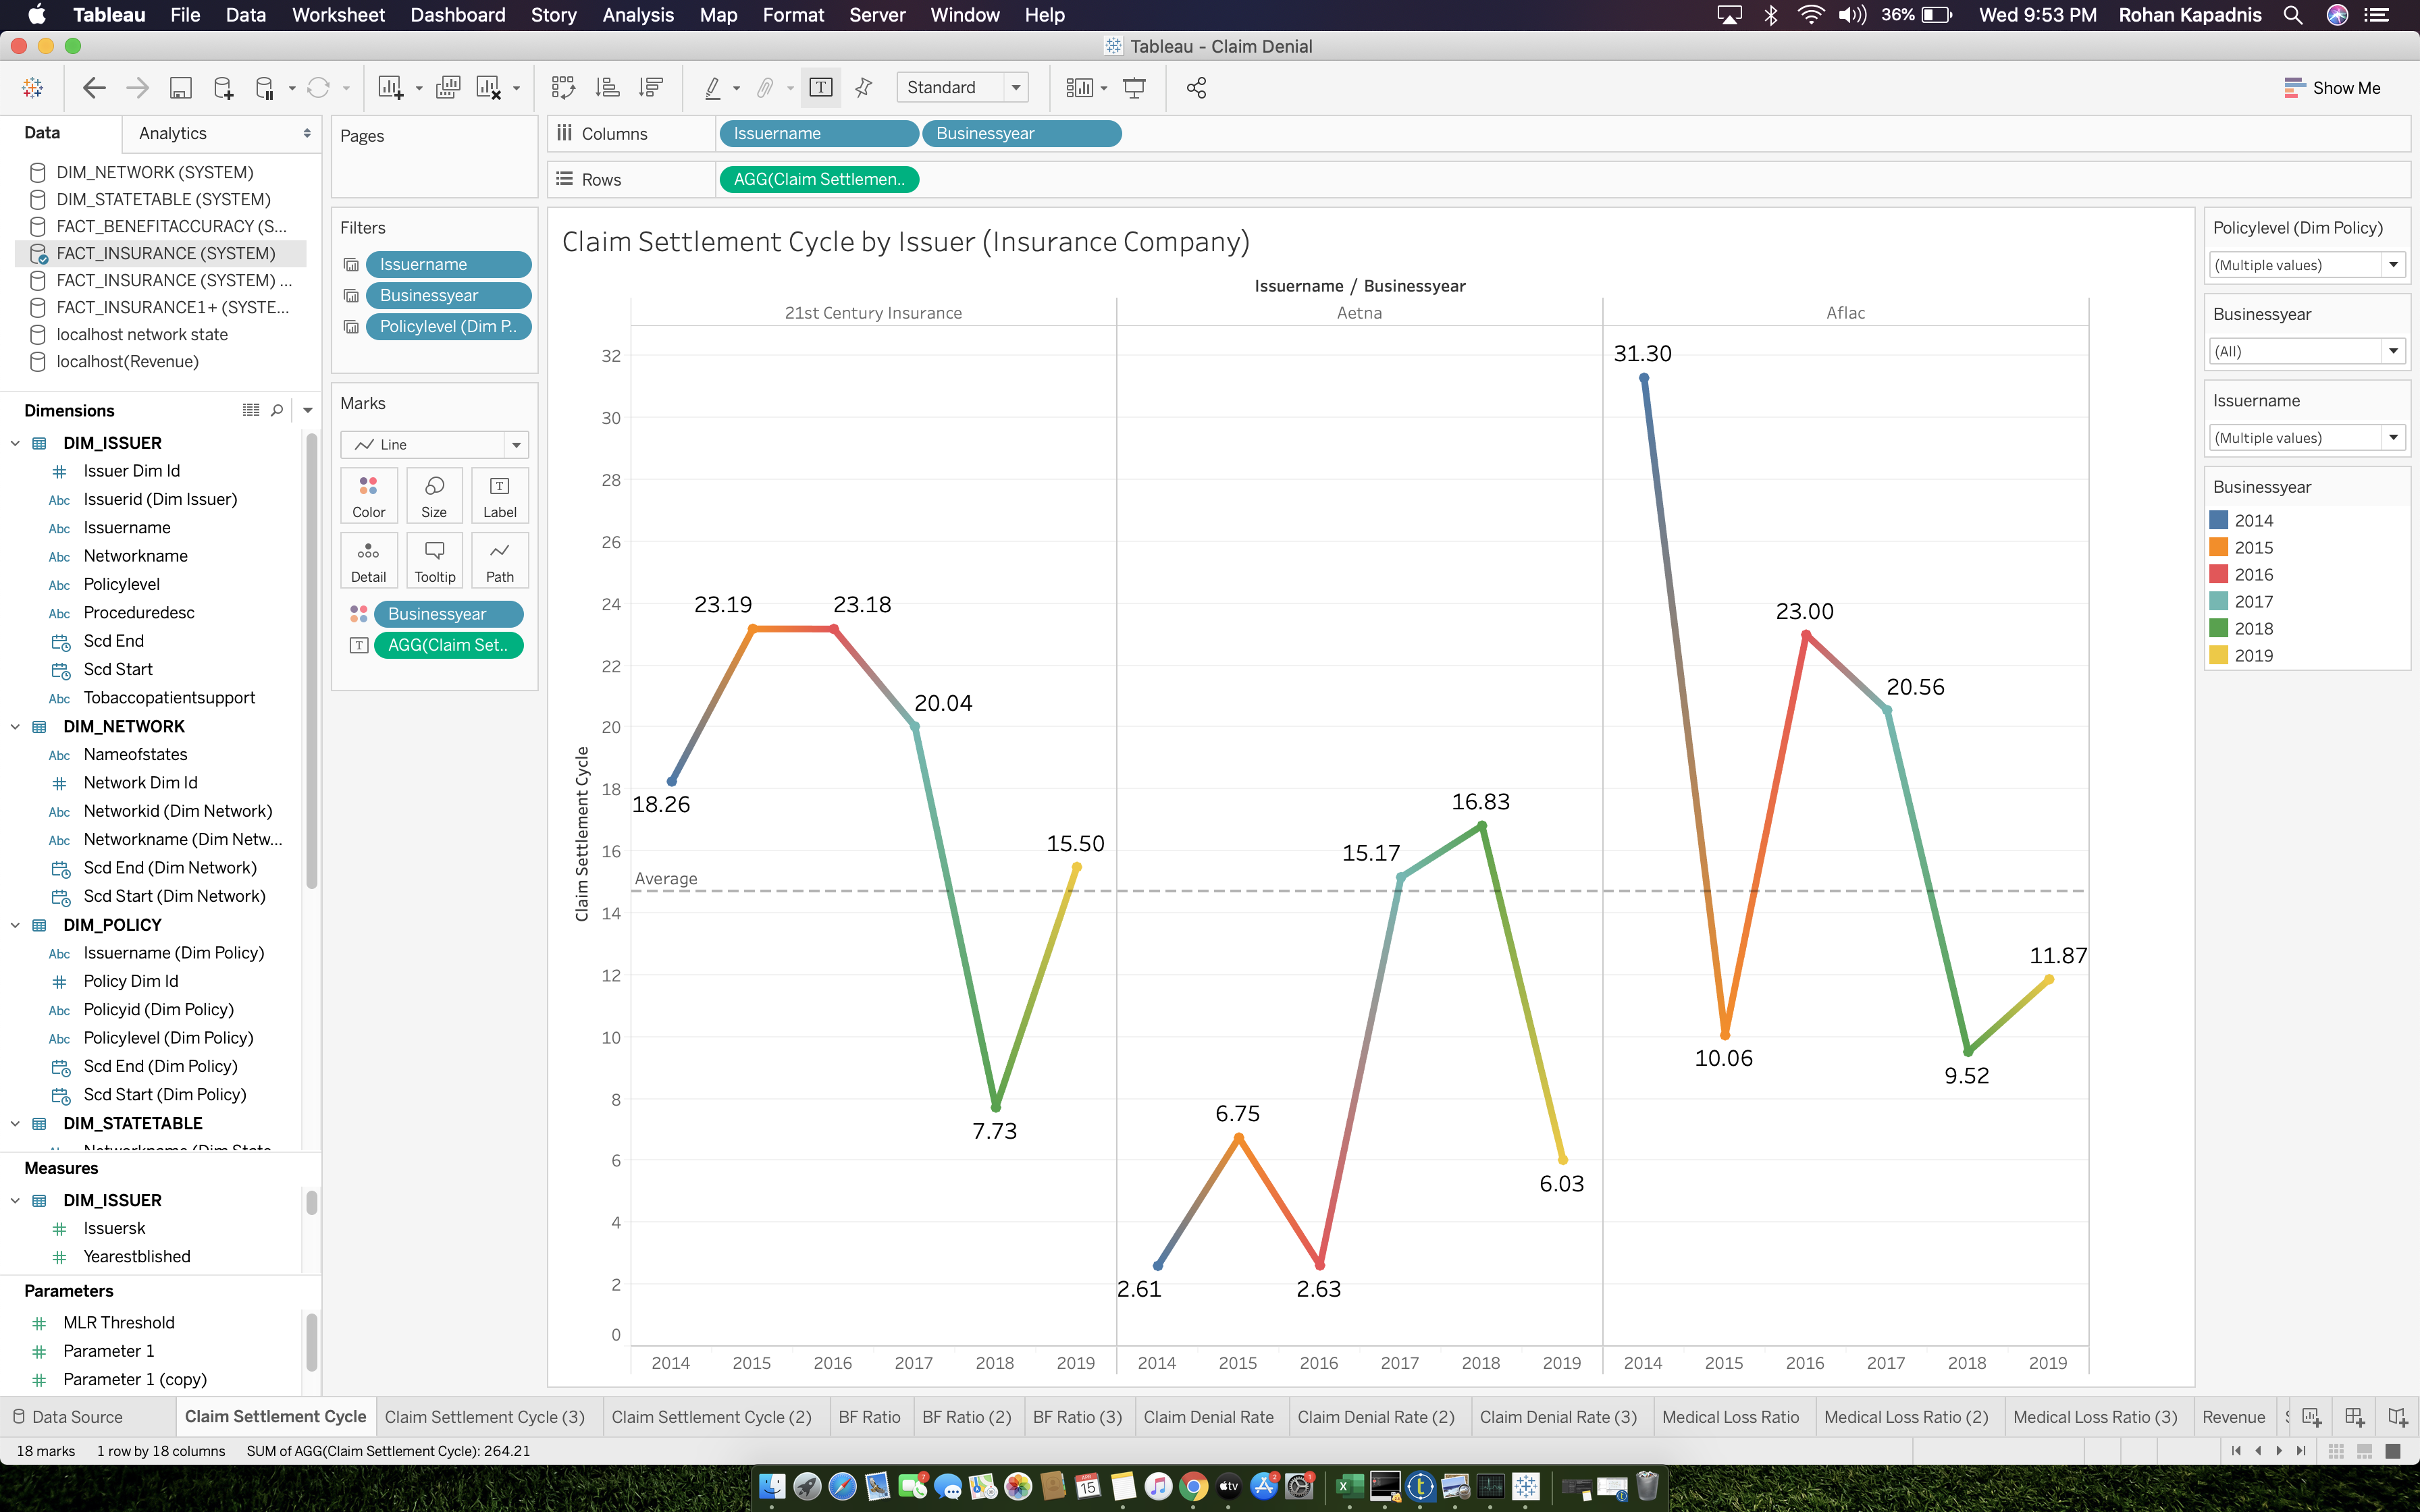 Tableau File Data Worksheet Dashboard Story Analysis Map Format Server Window Help 36% Wed 9:53 PM Rohan Kapadnis
Tableau - Claim Denial
Standard
Show Me
Data Analytics
DIM_NETWORK (SYSTEM)
DIM_STATETABLE (SYSTEM)
FACT_BENEFITACCURACY (S...
FACT_INSURANCE (SYSTEM)
FACT_INSURANCE (SYSTEM) ...
FACT_INSURANCE1+ (SYSTE...
localhost network state
localhost(Revenue)
Dimensions
DIM_ISSUER
# Issuer Dim Id
Abc Issuerid (Dim Issuer)
Abc Issuername
Abc Networkname
Abc Policylevel
Abc Proceduredesc
Scd End
Scd Start
Abc Tobaccopatientsupport
DIM_NETWORK
Abc Nameofstates
# Network Dim Id
Abc Networkid (Dim Network)
Abc Networkname (Dim Netw...
Scd End (Dim Network)
Scd Start (Dim Network)
DIM_POLICY
Abc Issuername (Dim Policy)
# Policy Dim Id
Abc Policyid (Dim Policy)
Abc Policylevel (Dim Policy)
Scd End (Dim Policy)
Scd Start (Dim Policy)
DIM_STATETABLE
Measures
DIM_ISSUER
# Issuersk
# Yearestblished
Parameters
# MLR Threshold
# Parameter 1
# Parameter 1 (copy)
Pages
Filters
Issuername
Businessyear
Policylevel (Dim P..
Marks
Line
Color Size Label
Detail Tooltip Path
Businessyear
AGG(Claim Set..
Columns Issuername Businessyear
Rows AGG(Claim Settlemen..
Claim Settlement Cycle by Issuer (Insurance Company)
Issuername / Businessyear
21st Century Insurance Aetna Aflac
Claim Settlement Cycle
32
30
28
26
24
22
20
18
16
14
12
10
8
6
4
2
0
Average
18.26
23.19
23.18
20.04
7.73
15.50
2.61
6.75
2.63
15.17
16.83
6.03
31.30
10.06
23.00
20.56
9.52
11.87
2014 2015 2016 2017 2018 2019 2014 2015 2016 2017 2018 2019 2014 2015 2016 2017 2018 2019
Policylevel (Dim Policy)
(Multiple values)
Businessyear
(All)
Issuername
(Multiple values)
Businessyear
2014
2015
2016
2017
2018
2019
Data Source Claim Settlement Cycle Claim Settlement Cycle (3) Claim Settlement Cycle (2) BF Ratio BF Ratio (2) BF Ratio (3) Claim Denial Rate Claim Denial Rate (2) Claim Denial Rate (3) Medical Loss Ratio Medical Loss Ratio (2) Medical Loss Ratio (3) Revenue
18 marks 1 row by 18 columns SUM of AGG(Claim Settlement Cycle): 264.21